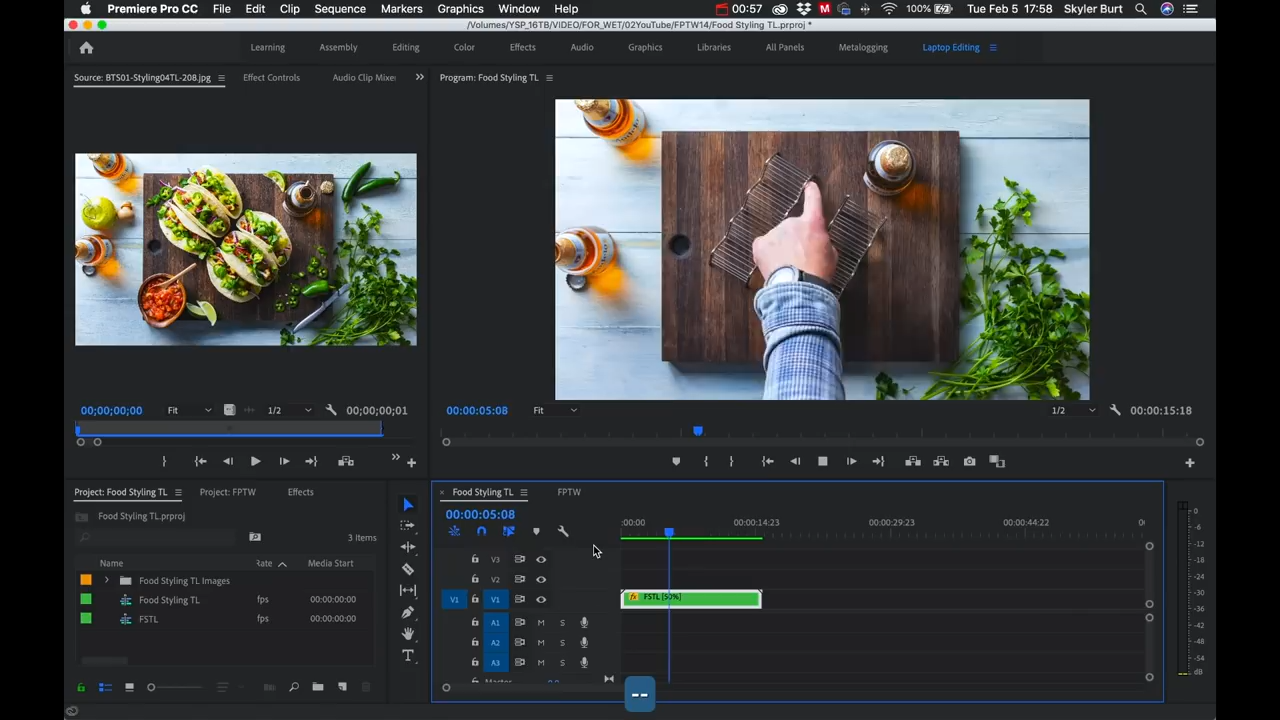 Premiere Pro CC File Edit Clip Sequence Markers Graphics Window Help 00:57 100% Tue Feb 5 17:58 Skyler Burt
/Volumes/YSP_16TB/VIDEO/FOR_WET/02YouTube/FPTW14/Food Styling TL.prproj *
Learning Assembly Editing Color Effects Audio Graphics Libraries All Panels Metalogging Laptop Editing
Source: BTS01-Styling04TL-208.jpg Effect Controls Audio Clip Mixe
Program: Food Styling TL
00;00;00;00 Fit 1/2 00;00;00;01
00:00:05:08 Fit 1/2 00:00:15:18
Project: Food Styling TL Project: FPTW Effects
Food Styling TL.prproj
3 Items
Name Rate Media Start
Food Styling TL Images
Food Styling TL fps 00:00:00:00
FSTL fps 00:00:00:00
× Food Styling TL FPTW
00:00:05:08
:00:00 00:00:14:23 00:00:29:23 00:00:44:22
V3
V2
V1 V1 fx FSTL [50%]
A1 M S
A2 M S
A3 M S
Master 0.0
0
-6
-12
-18
-24
-30
-36
-42
-48
-54
dB
--